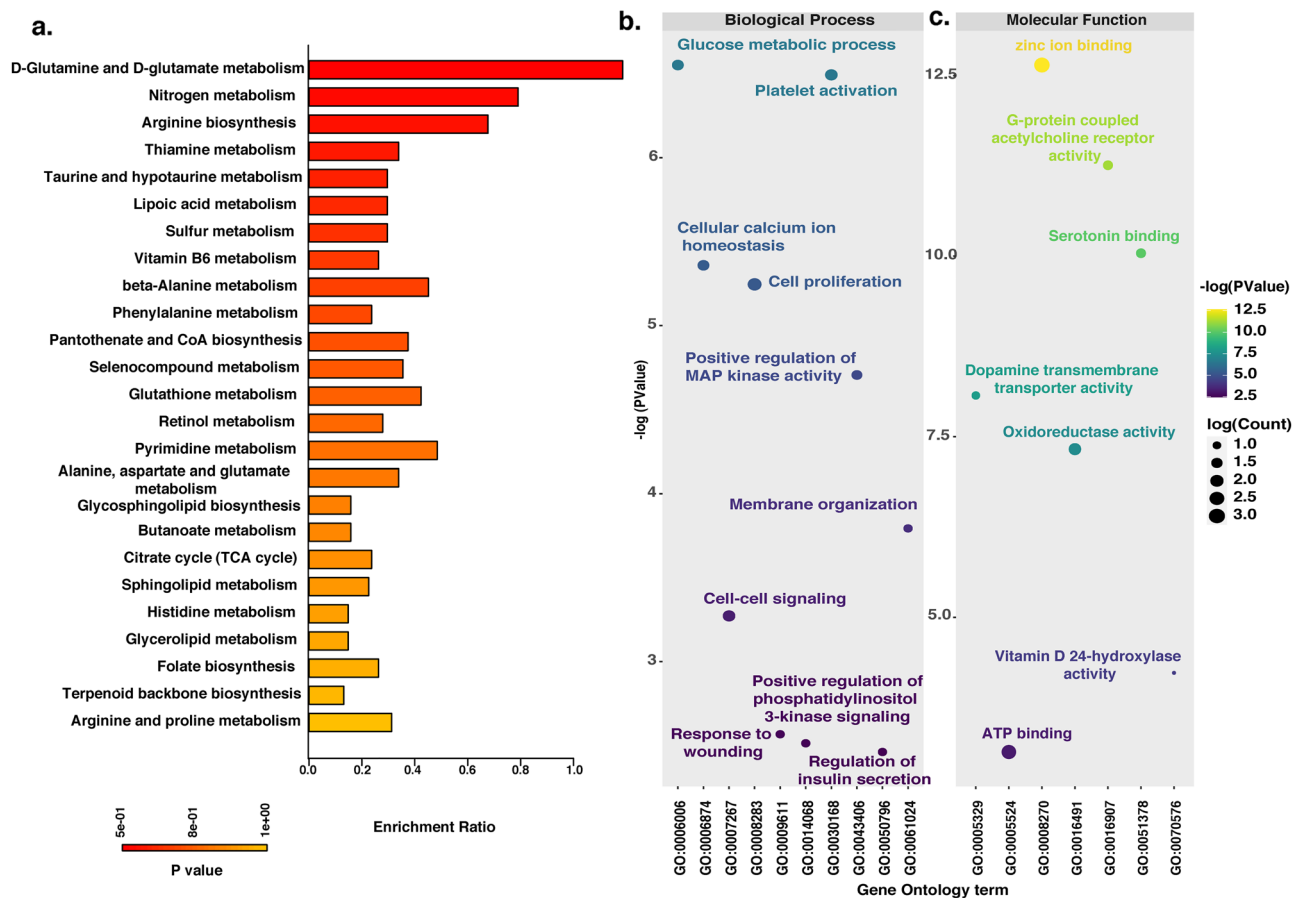 a.
D-Glutamine and D-glutamate metabolism
Nitrogen metabolism
Arginine biosynthesis
Thiamine metabolism
Taurine and hypotaurine metabolism
Lipoic acid metabolism
Sulfur metabolism
Vitamin B6 metabolism
beta-Alanine metabolism
Phenylalanine metabolism
Pantothenate and CoA biosynthesis
Selenocompound metabolism
Glutathione metabolism
Retinol metabolism
Pyrimidine metabolism
Alanine, aspartate and glutamate
metabolism
Glycosphingolipid biosynthesis
Butanoate metabolism
Citrate cycle (TCA cycle)
Sphingolipid metabolism
Histidine metabolism
Glycerolipid metabolism
Folate biosynthesis
Terpenoid backbone biosynthesis
Arginine and proline metabolism
0.0 0.2 0.4 0.6 0.8 1.0
Enrichment Ratio
5e-01 8e-01 1e+00
P value
b.
Biological Process
Glucose metabolic process
Platelet activation
Cellular calcium ion
homeostasis
Cell proliferation
Positive regulation of
MAP kinase activity
Membrane organization
Cell-cell signaling
Positive regulation of
phosphatidylinositol
3-kinase signaling
Response to
wounding
Regulation of
insulin secretion
6
5
4
3
-log (PValue)
GO:0006006
GO:0006874
GO:0007267
GO:0008283
GO:0009611
GO:0014068
GO:0030168
GO:0043406
GO:0050796
GO:0061024
c.
Molecular Function
zinc ion binding
G-protein coupled
acetylcholine receptor
activity
Serotonin binding
Dopamine transmembrane
transporter activity
Oxidoreductase activity
Vitamin D 24-hydroxylase
activity
ATP binding
12.5
10.0
7.5
5.0
GO:0005329
GO:0005524
GO:0008270
GO:0016491
GO:0016907
GO:0051378
GO:0070576
Gene Ontology term
-log(PValue)
12.5
10.0
7.5
5.0
2.5
log(Count)
1.0
1.5
2.0
2.5
3.0